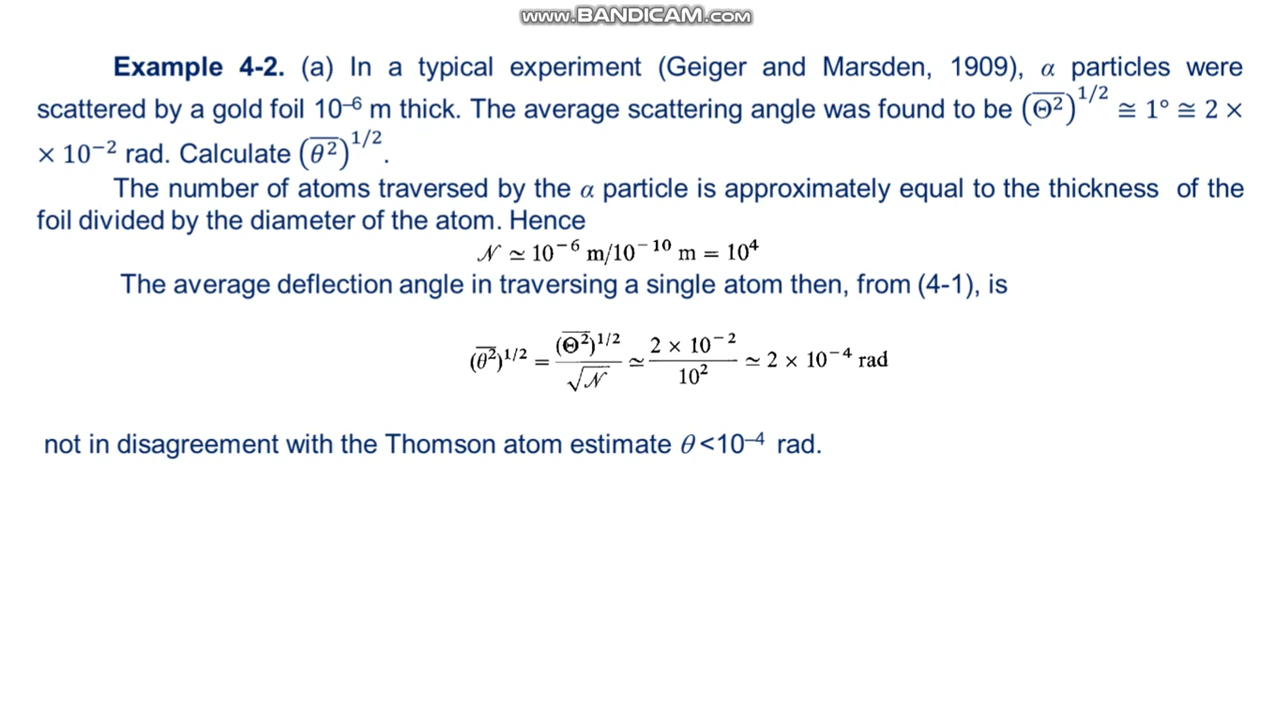 www.BANDICAM.com
Example 4-2. (a) In a typical experiment (Geiger and Marsden, 1909), α particles were
scattered by a gold foil 10⁻⁶ m thick. The average scattering angle was found to be (Θ̅²)^1/2 ≅ 1° ≅ 2 ×
× 10⁻² rad. Calculate (θ̅²)^1/2.
The number of atoms traversed by the α particle is approximately equal to the thickness of the
foil divided by the diameter of the atom. Hence
𝒩 ≃ 10⁻⁶ m/10⁻¹⁰ m = 10⁴
The average deflection angle in traversing a single atom then, from (4-1), is
(θ̅²)^1/2 = (Θ̅²)^1/2 / √𝒩 ≃ 2 × 10⁻² / 10² ≃ 2 × 10⁻⁴ rad
not in disagreement with the Thomson atom estimate θ<10⁻⁴ rad.